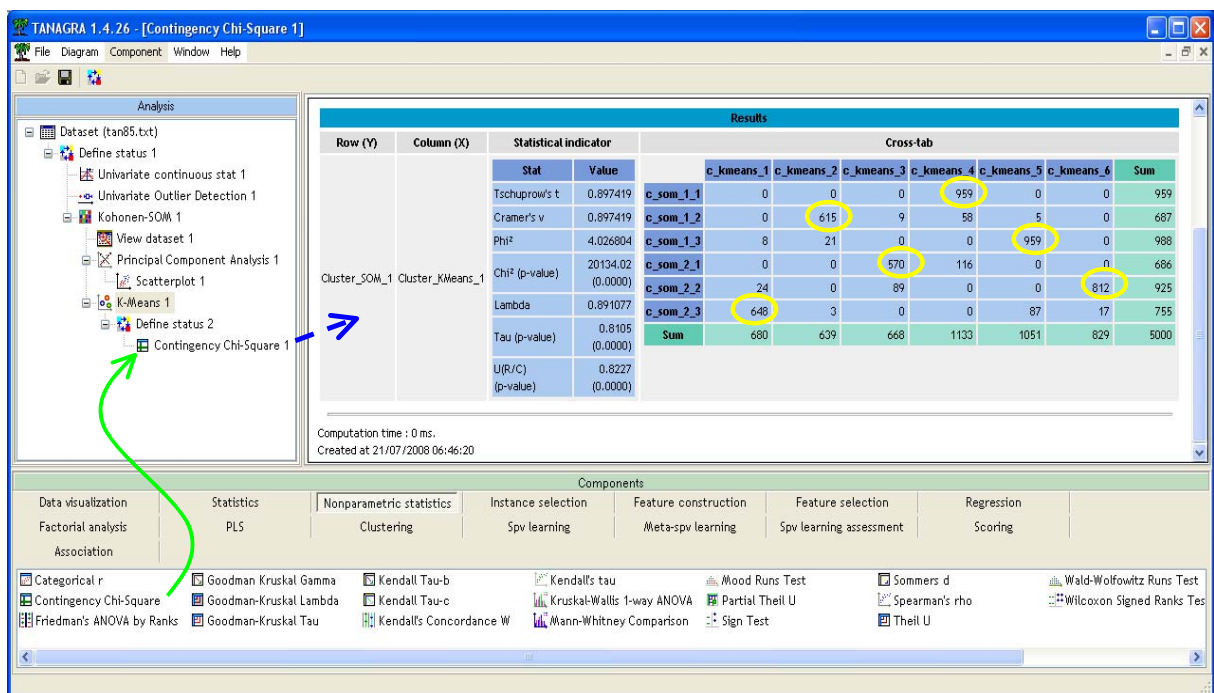 TANAGRA 1.4.26 - [Contingency Chi-Square 1]
File Diagram Component Window Help
Analysis
Dataset (tan85.txt)
Define status 1
Univariate continuous stat 1
Univariate Outlier Detection 1
Kohonen-SOM 1
View dataset 1
Principal Component Analysis 1
Scatterplot 1
K-Means 1
Define status 2
Contingency Chi-Square 1
Results
Row (Y) Column (X) Statistical indicator Cross-tab
Cluster_SOM_1 Cluster_KMeans_1
Stat Value
Tschuprow's t 0.897419
Cramer's v 0.897419
Phi² 4.026804
Chi² (p-value) 20134.02 (0.0000)
Lambda 0.891077
Tau (p-value) 0.8105 (0.0000)
U(R/C) (p-value) 0.8227 (0.0000)
c_kmeans_1 c_kmeans_2 c_kmeans_3 c_kmeans_4 c_kmeans_5 c_kmeans_6 Sum
c_som_1_1 0 0 0 959 0 0 959
c_som_1_2 0 615 9 58 5 0 687
c_som_1_3 8 21 0 0 959 0 988
c_som_2_1 0 0 570 116 0 0 686
c_som_2_2 24 0 89 0 0 812 925
c_som_2_3 648 3 0 0 87 17 755
Sum 680 639 668 1133 1051 829 5000
Computation time : 0 ms.
Created at 21/07/2008 06:46:20
Components
Data visualization Statistics Nonparametric statistics Instance selection Feature construction Feature selection Regression
Factorial analysis PLS Clustering Spv learning Meta-spv learning Spv learning assessment Scoring
Association
Categorical r Goodman Kruskal Gamma Kendall Tau-b Kendall's tau Mood Runs Test Sommers d Wald-Wolfowitz Runs Test
Contingency Chi-Square Goodman-Kruskal Lambda Kendall Tau-c Kruskal-Wallis 1-way ANOVA Partial Theil U Spearman's rho Wilcoxon Signed Ranks Tes
Friedman's ANOVA by Ranks Goodman-Kruskal Tau Kendall's Concordance W Mann-Whitney Comparison Sign Test Theil U